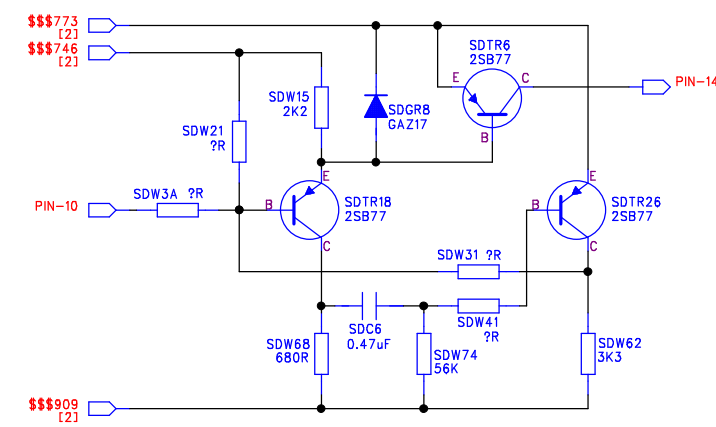 $$$773
[2]
$$$746
[2]
SDTR6
2SB77
E
C
PIN-14
B
SDW15
2K2
SDGR8
GAZ17
SDW21
?R
E
E
SDW3A ?R
PIN-10
B
SDTR18
2SB77
B
SDTR26
2SB77
C
C
SDW31 ?R
SDC6
0.47uF
SDW41
?R
SDW68
680R
SDW74
56K
SDW62
3K3
$$$909
[2]